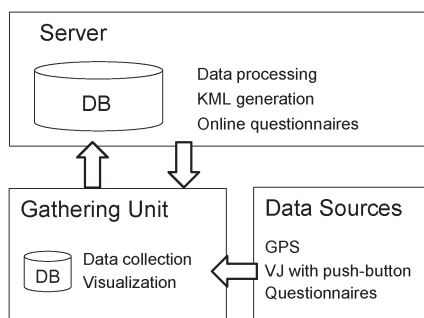 Server
DB
Data processing
KML generation
Online questionnaires
Gathering Unit
DB
Data collection
Visualization
Data Sources
GPS
VJ with push-button
Questionnaires